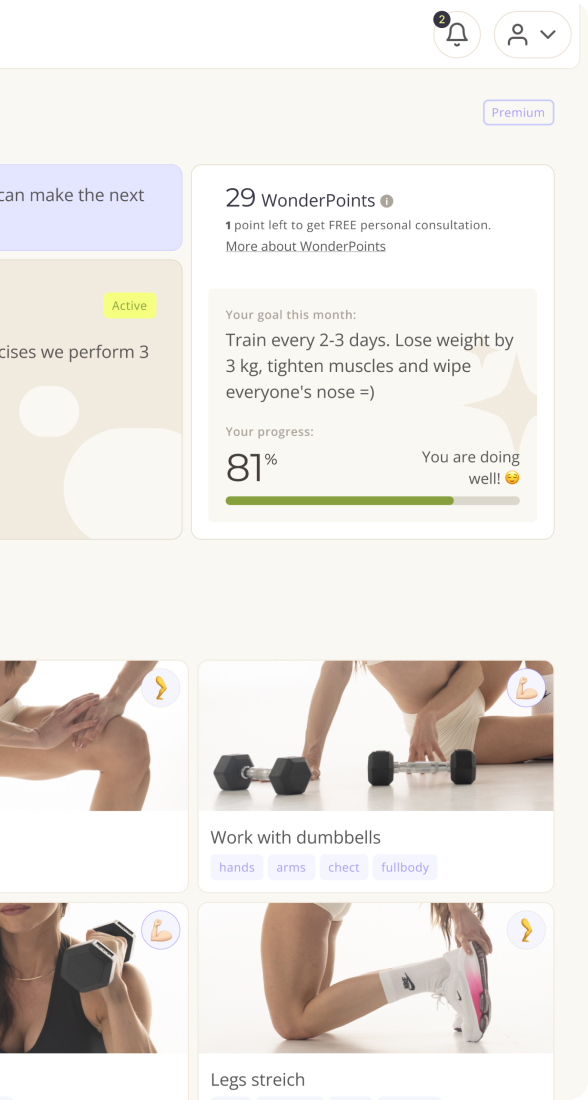 2
Premium
can make the next
29 WonderPoints
1 point left to get FREE personal consultation.
More about WonderPoints
Active
cises we perform 3
Your goal this month:
Train every 2-3 days. Lose weight by
3 kg, tighten muscles and wipe
everyone's nose =)
Your progress:
81%
You are doing
well! 😌
Work with dumbbells
hands arms chect fullbody
Legs streich